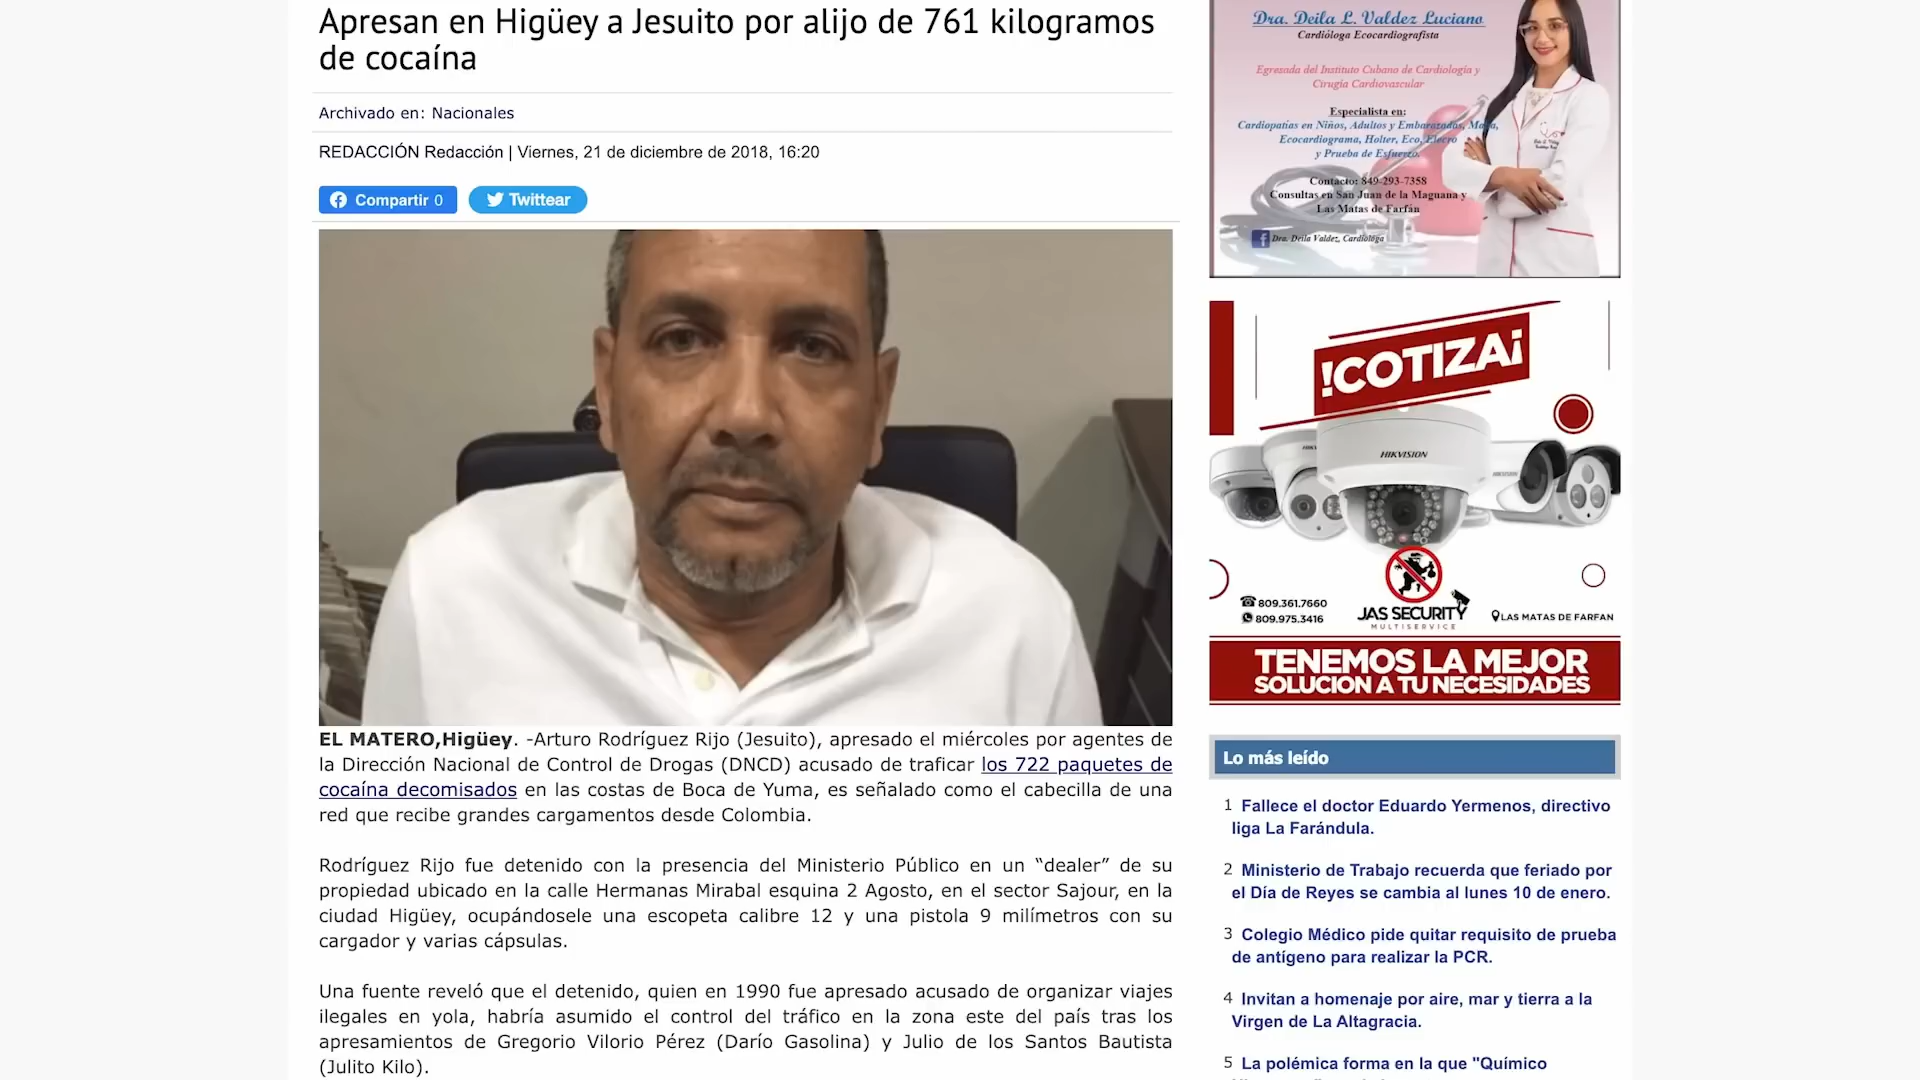 Apresan en Higüey a Jesuito por alijo de 761 kilogramos
de cocaína
Archivado en: Nacionales
REDACCIÓN Redacción | Viernes, 21 de diciembre de 2018, 16:20
Compartir 0
Twittear
EL MATERO,Higüey. -Arturo Rodríguez Rijo (Jesuito), apresado el miércoles por agentes de
la Dirección Nacional de Control de Drogas (DNCD) acusado de traficar los 722 paquetes de
cocaína decomisados en las costas de Boca de Yuma, es señalado como el cabecilla de una
red que recibe grandes cargamentos desde Colombia.
Rodríguez Rijo fue detenido con la presencia del Ministerio Público en un “dealer” de su
propiedad ubicado en la calle Hermanas Mirabal esquina 2 Agosto, en el sector Sajour, en la
ciudad Higüey, ocupándosele una escopeta calibre 12 y una pistola 9 milímetros con su
cargador y varias cápsulas.
Una fuente reveló que el detenido, quien en 1990 fue apresado acusado de organizar viajes
ilegales en yola, habría asumido el control del tráfico en la zona este del país tras los
apresamientos de Gregorio Vilorio Pérez (Darío Gasolina) y Julio de los Santos Bautista
(Julito Kilo).
Dra. Deila L. Valdez Luciano
Cardióloga Ecocardiografista
Egresada del Instituto Cubano de Cardiología y
Cirugía Cardiovascular
Especialista en:
Cardiopatías en Niños, Adultos y Embarazadas, Mapa,
Ecocardiograma, Holter, Eco, Elecro
y Prueba de Esfuerzo.
Contacto: 849-293-7358
Consultas en San Juan de la Maguana y
Las Matas de Farfán
Dra. Deila Valdez, Cardióloga
!COTIZA¡
HIKVISION
809.361.7660
809.975.3416
JAS SECURITY
MULTISERVICE
LAS MATAS DE FARFAN
TENEMOS LA MEJOR
SOLUCION A TU NECESIDADES
Lo más leído
1 Fallece el doctor Eduardo Yermenos, directivo
liga La Farándula.
2 Ministerio de Trabajo recuerda que feriado por
el Día de Reyes se cambia al lunes 10 de enero.
3 Colegio Médico pide quitar requisito de prueba
de antígeno para realizar la PCR.
4 Invitan a homenaje por aire, mar y tierra a la
Virgen de La Altagracia.
5 La polémica forma en la que "Químico